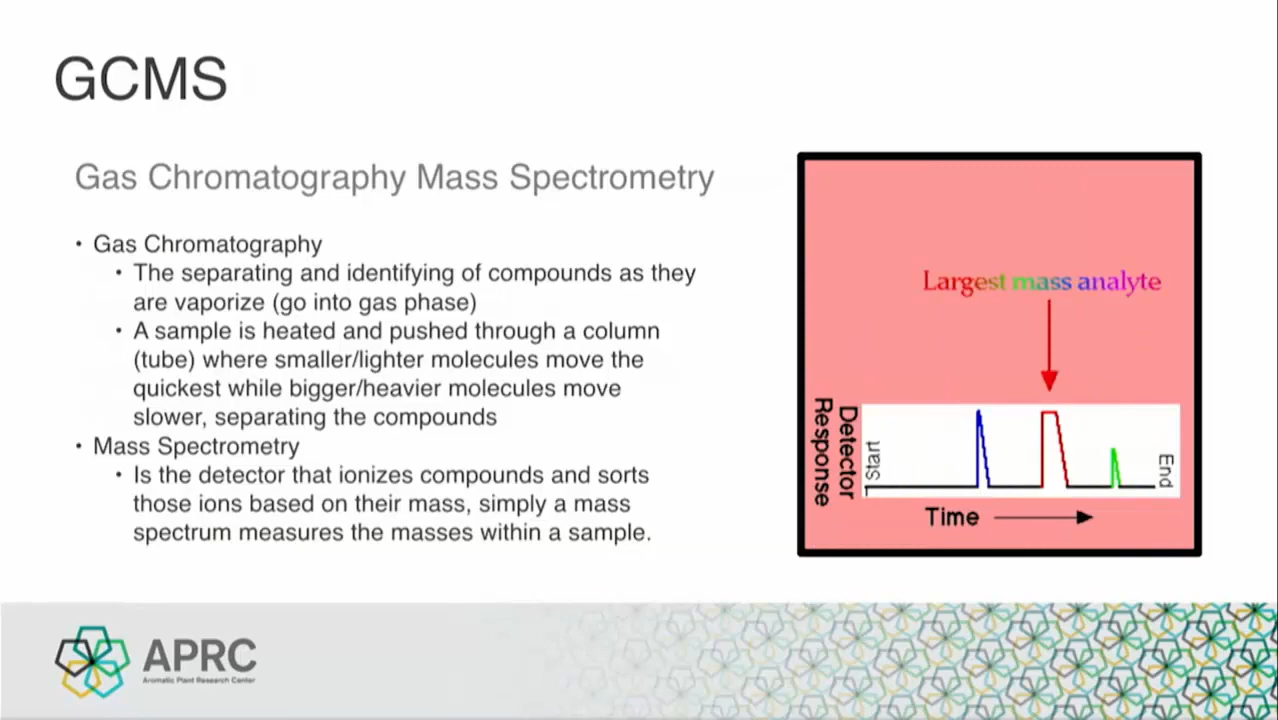 GCMS
Gas Chromatography Mass Spectrometry
• Gas Chromatography
• The separating and identifying of compounds as they
are vaporize (go into gas phase)
• A sample is heated and pushed through a column
(tube) where smaller/lighter molecules move the
quickest while bigger/heavier molecules move
slower, separating the compounds
• Mass Spectrometry
• Is the detector that ionizes compounds and sorts
those ions based on their mass, simply a mass
spectrum measures the masses within a sample.
Largest mass analyte
Detector
Response
Start
End
Time
APRC
Aromatic Plant Research Center